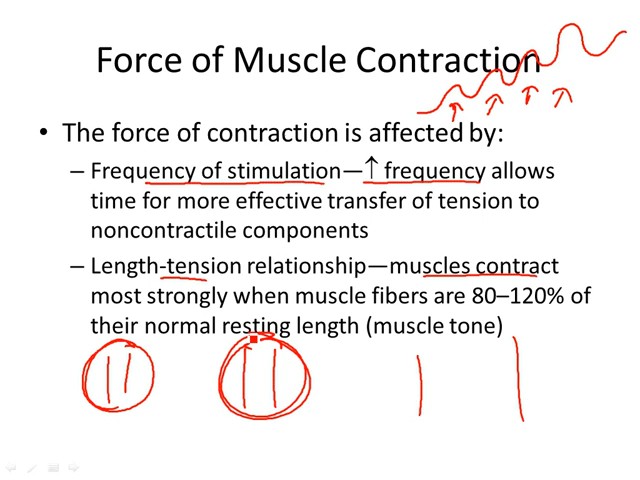 Force of Muscle Contraction
• The force of contraction is affected by:
– Frequency of stimulation—↑ frequency allows
time for more effective transfer of tension to
noncontractile components
– Length-tension relationship—muscles contract
most strongly when muscle fibers are 80–120% of
their normal resting length (muscle tone)